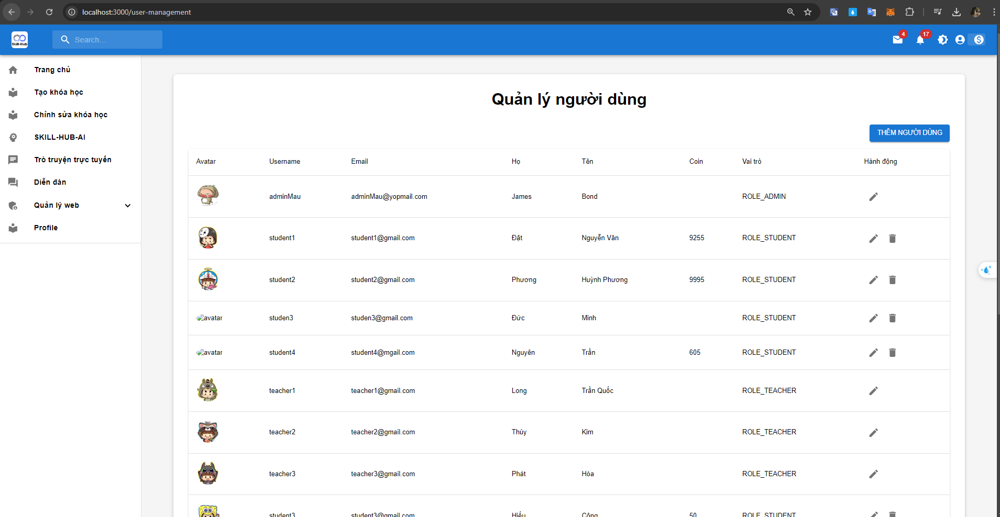 localhost:3000/user-management
Skill-Hub
Search...
4
17
Trang chủ
Tạo khóa học
Chỉnh sửa khóa học
SKILL-HUB-AI
Trò truyện trực tuyến
Diễn đàn
Quản lý web
Profile
Quản lý người dùng
THÊM NGƯỜI DÙNG
Avatar Username Email Họ Tên Coin Vai trò Hành động
adminMau adminMau@yopmail.com James Bond ROLE_ADMIN
student1 student1@gmail.com Đật Nguyễn Văn 9255 ROLE_STUDENT
student2 student2@gmail.com Phương Huỳnh Phương 9995 ROLE_STUDENT
avatar studen3 studen3@gmail.com Đức Minh ROLE_STUDENT
avatar student4 student4@mgail.com Nguyên Trần 605 ROLE_STUDENT
teacher1 teacher1@gmail.com Long Trần Quốc ROLE_TEACHER
teacher2 teacher2@gmail.com Thùy Kim ROLE_TEACHER
teacher3 teacher3@gmail.com Phát Hòa ROLE_TEACHER
student3 student3@gmail.com Hiếu Công 50 ROLE_STUDENT